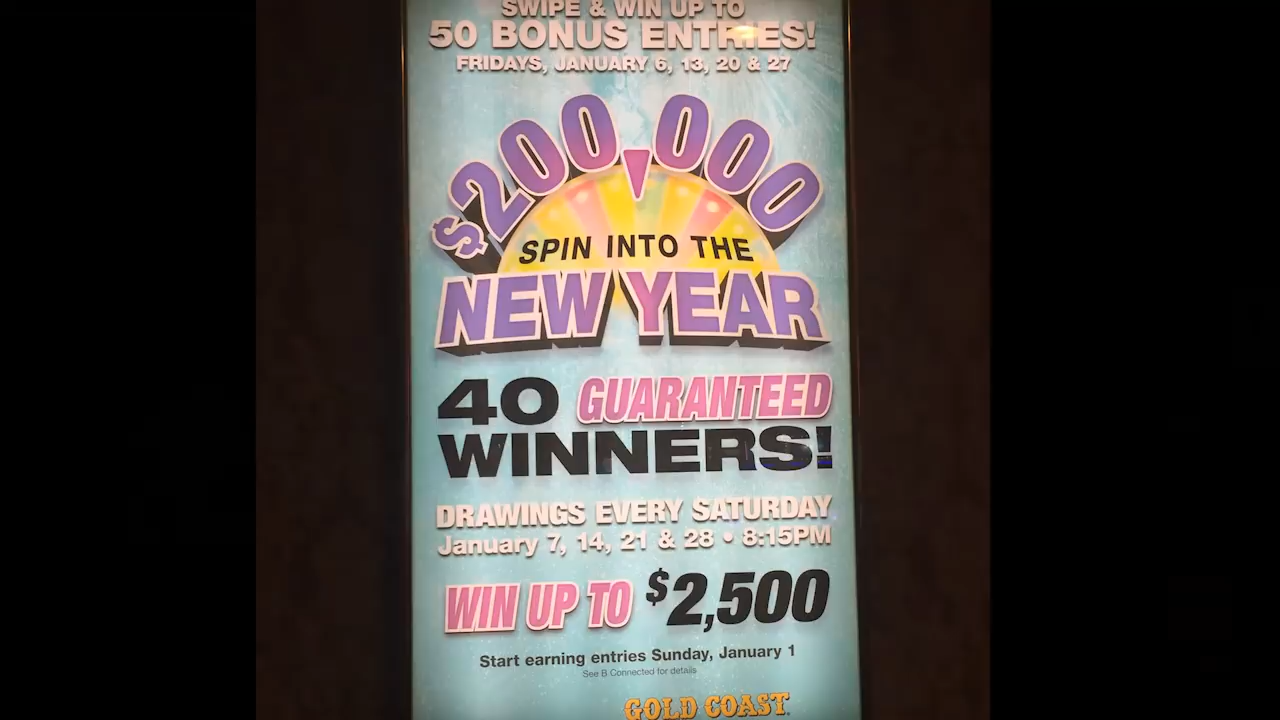 SWIPE & WIN UP TO
50 BONUS ENTRIES!
FRIDAYS, JANUARY 6, 13, 20 & 27
$200,000
SPIN INTO THE
NEW YEAR
40 GUARANTEED
WINNERS!
DRAWINGS EVERY SATURDAY
January 7, 14, 21 & 28 • 8:15PM
WIN UP TO $2,500
Start earning entries Sunday, January 1
See B Connected for details
GOLD COAST